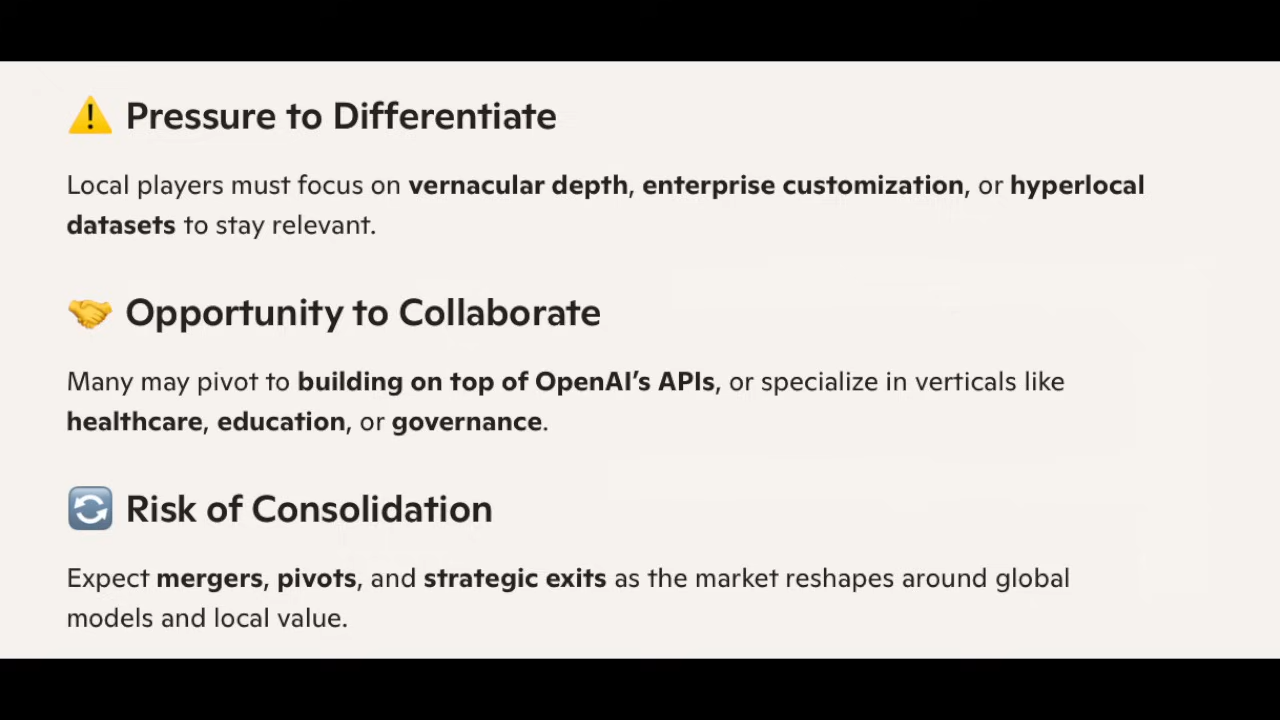 ⚠️ Pressure to Differentiate
Local players must focus on vernacular depth, enterprise customization, or hyperlocal
datasets to stay relevant.
🤝 Opportunity to Collaborate
Many may pivot to building on top of OpenAI’s APIs, or specialize in verticals like
healthcare, education, or governance.
🔄 Risk of Consolidation
Expect mergers, pivots, and strategic exits as the market reshapes around global
models and local value.